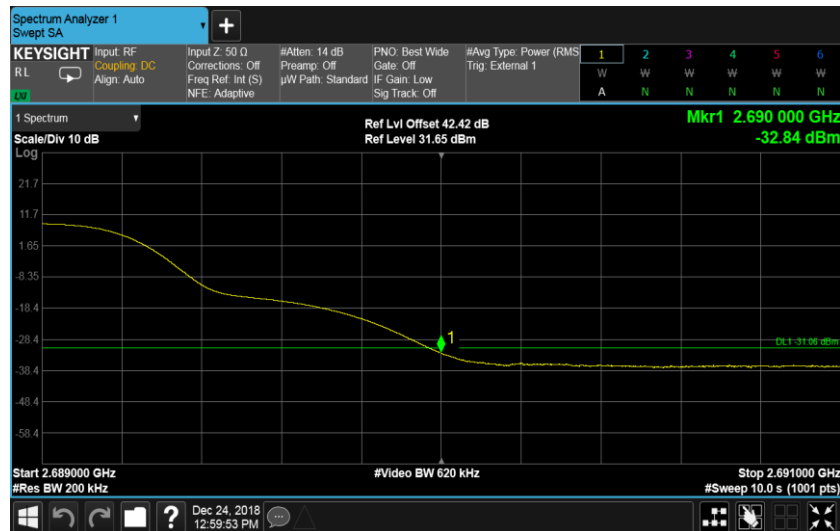 Spectrum Analyzer 1
Swept SA
+
KEYSIGHT
RL
LXI
Input: RF
Coupling: DC
Align: Auto
Input Z: 50 Ω
Corrections: Off
Freq Ref: Int (S)
NFE: Adaptive
#Atten: 14 dB
Preamp: Off
µW Path: Standard
PNO: Best Wide
Gate: Off
IF Gain: Low
Sig Track: Off
#Avg Type: Power (RMS
Trig: External 1
1 2 3 4 5 6
W W W W W W
A N N N N N
1 Spectrum
Scale/Div 10 dB
Log
Ref Lvl Offset 42.42 dB
Ref Level 31.65 dBm
Mkr1 2.690 000 GHz
-32.84 dBm
21.7
11.7
1.65
-8.35
-18.4
-28.4
-38.4
-48.4
-58.4
1
DL1 -31.06 dBm
Start 2.689000 GHz
#Res BW 200 kHz
#Video BW 620 kHz
Stop 2.691000 GHz
#Sweep 10.0 s (1001 pts)
?
Dec 24, 2018
12:59:53 PM